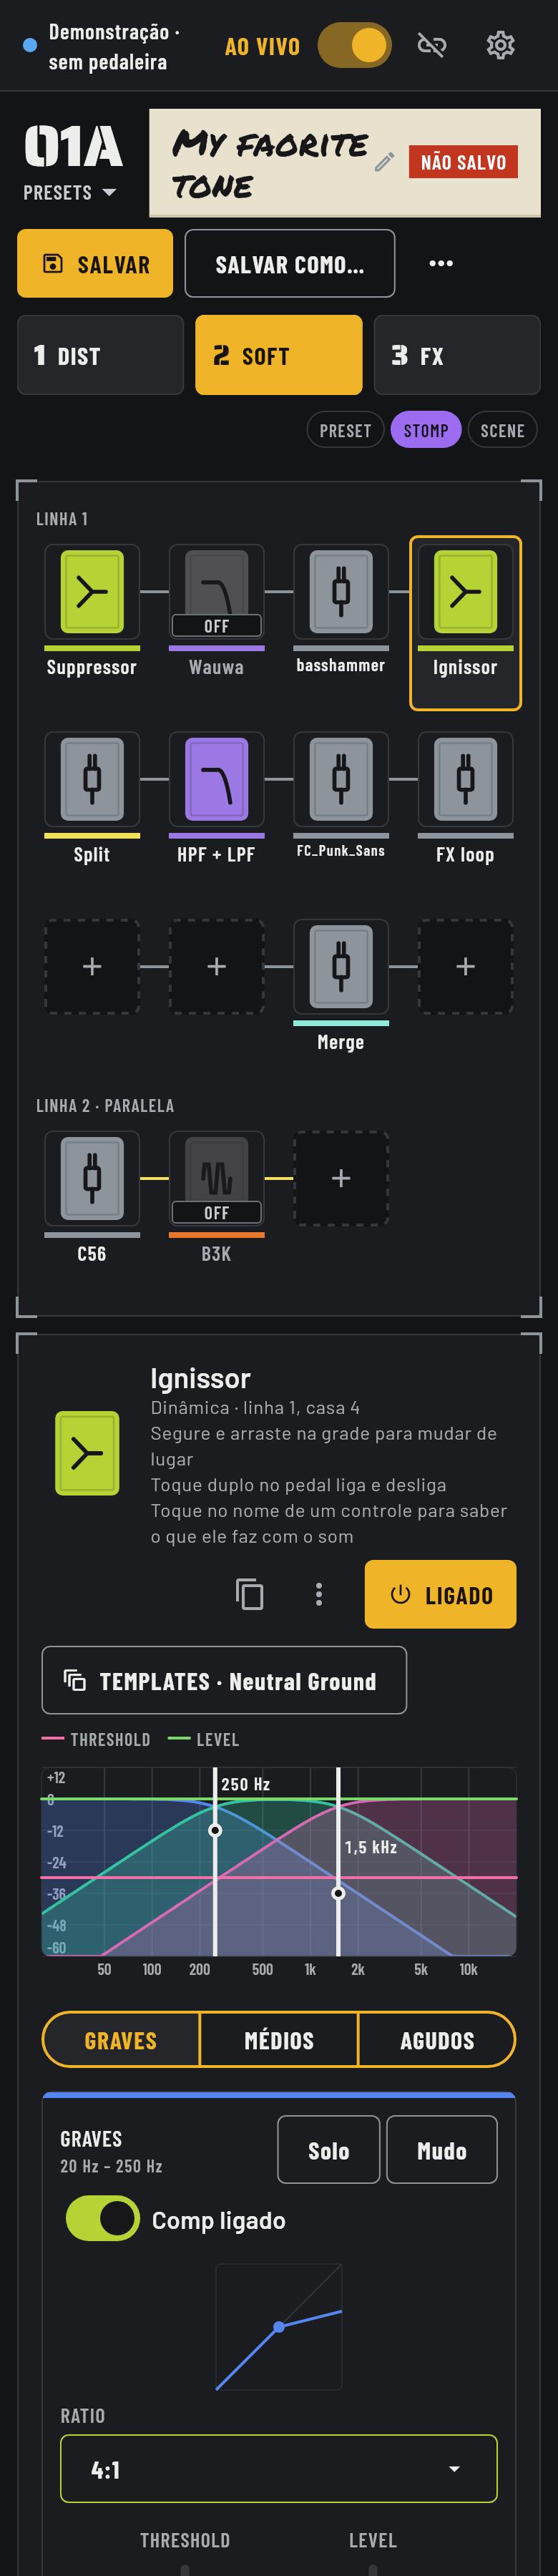 Demonstração ·
sem pedaleira
AO VIVO
01A
PRESETS
My faorite
tone
NÃO SALVO
SALVAR
SALVAR COMO...
1 DIST
2 SOFT
3 FX
PRESET
STOMP
SCENE
LINHA 1
OFF
Suppressor
Wauwa
basshammer
Ignissor
Split
HPF + LPF
FC_Punk_Sans
FX loop
+
+
+
Merge
LINHA 2 · PARALELA
OFF
+
C56
B3K
Ignissor
Dinâmica · linha 1, casa 4
Segure e arraste na grade para mudar de
lugar
Toque duplo no pedal liga e desliga
Toque no nome de um controle para saber
o que ele faz com o som
LIGADO
TEMPLATES · Neutral Ground
THRESHOLD
LEVEL
+12
0
-12
-24
-36
-48
-60
250 Hz
1,5 kHz
50 100 200 500 1k 2k 5k 10k
GRAVES
MÉDIOS
AGUDOS
GRAVES
20 Hz – 250 Hz
Solo
Mudo
Comp ligado
RATIO
4:1
THRESHOLD
LEVEL